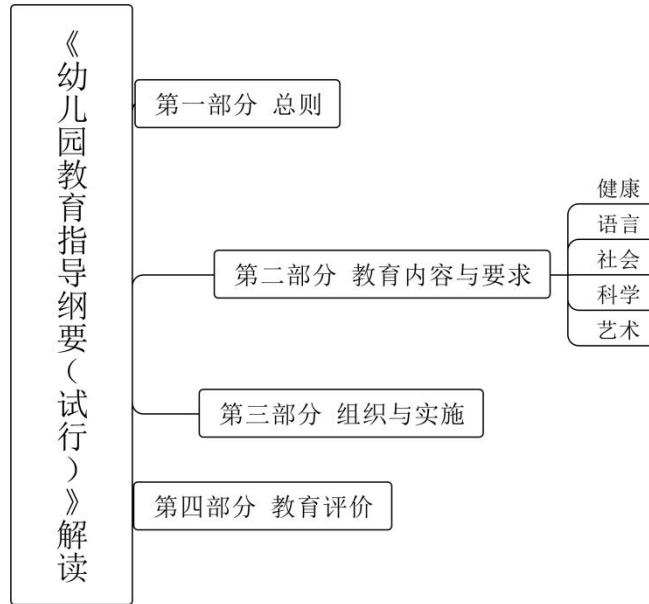 《幼儿园教育指导纲要（试行）》解读
第一部分 总则
第二部分 教育内容与要求
健康
语言
社会
科学
艺术
第三部分 组织与实施
第四部分 教育评价